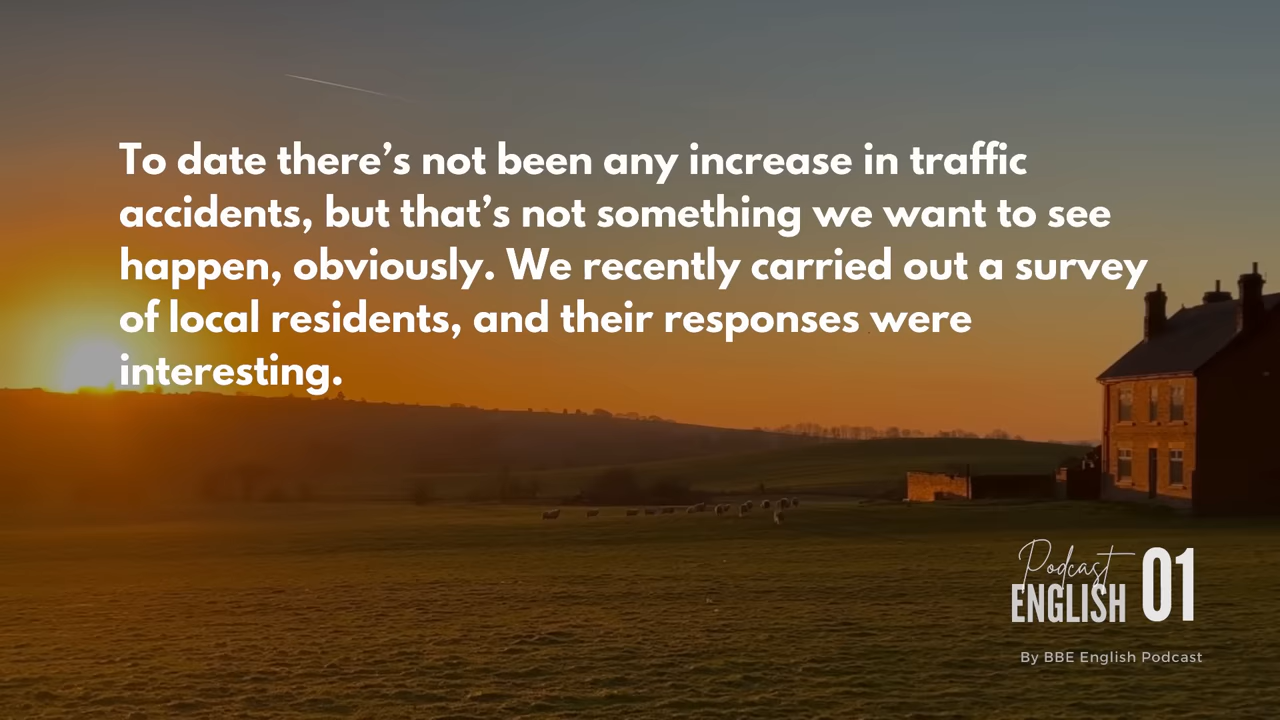 To date there’s not been any increase in traffic
accidents, but that’s not something we want to see
happen, obviously. We recently carried out a survey
of local residents, and their responses were
interesting.
Podcast
ENGLISH 01
By BBE English Podcast